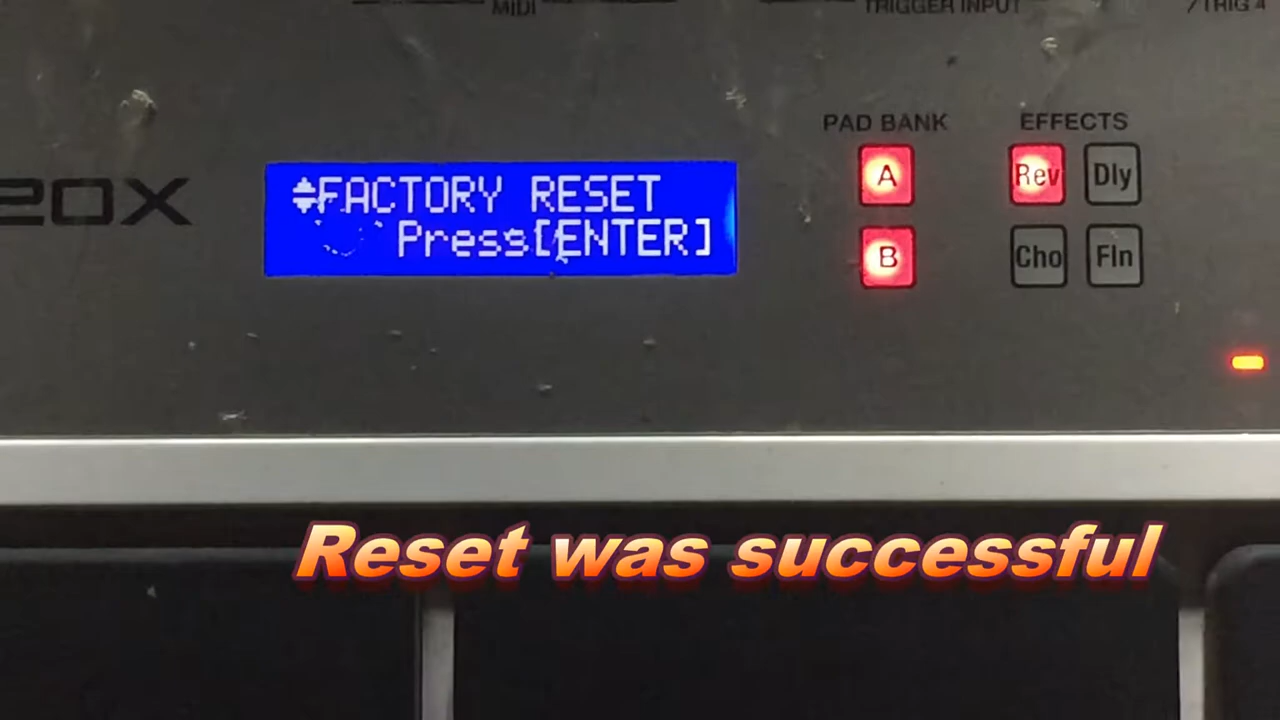 MIDI
TRIGGER INPUT
/TRIG 4
20X
FACTORY RESET
Press[ENTER]
PAD BANK
A
B
EFFECTS
Rev
Dly
Cho
Fln
Reset was successful